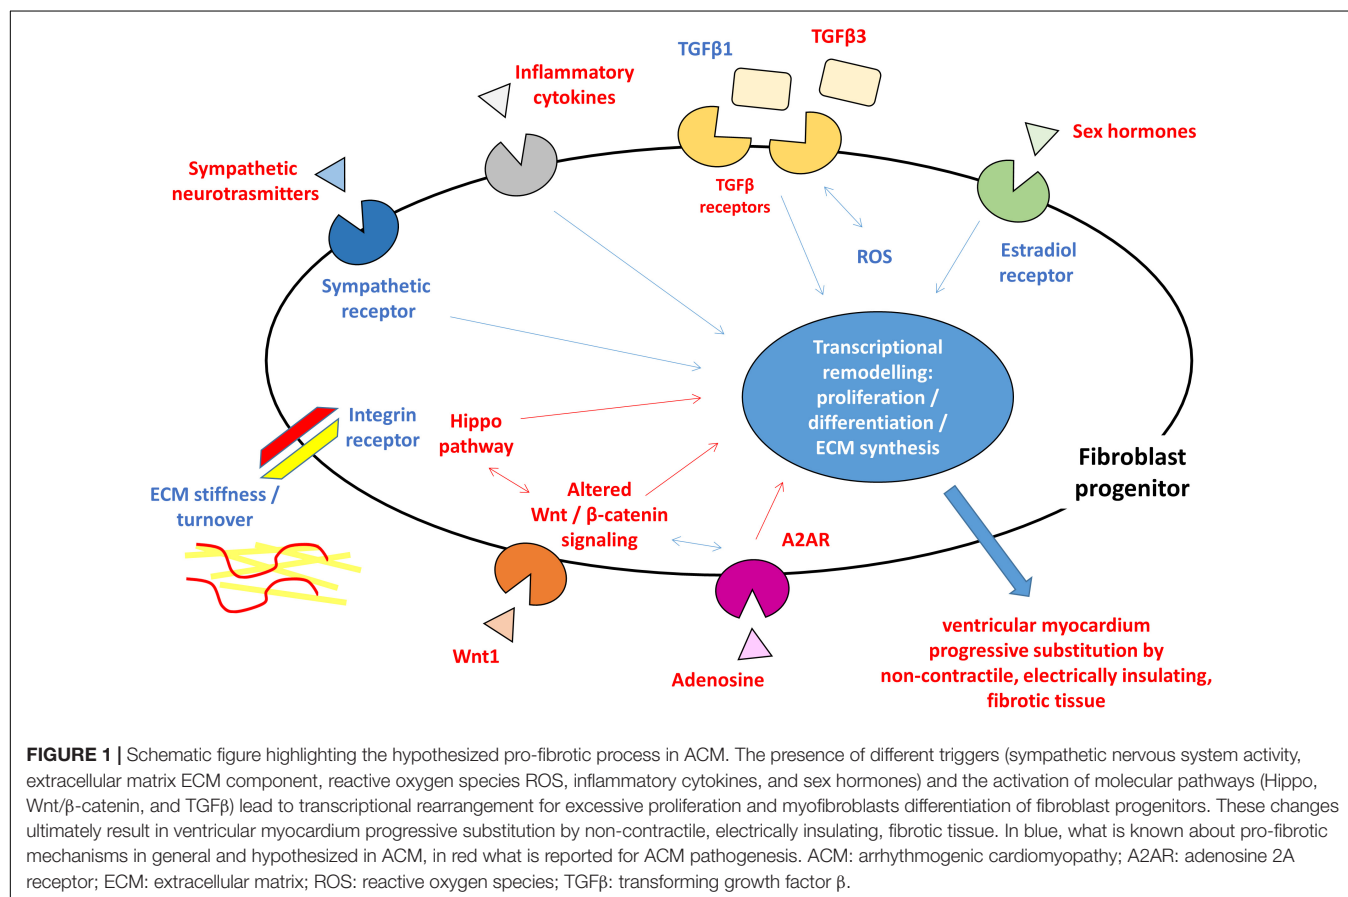 TGFβ1
TGFβ3
Inflammatory
cytokines
Sex hormones
Sympathetic
neurotrasmitters
TGFβ
receptors
ROS
Estradiol
receptor
Sympathetic
receptor
Transcriptional
remodelling:
proliferation /
differentiation /
ECM synthesis
Integrin
receptor
Hippo
pathway
Fibroblast
progenitor
ECM stiffness /
turnover
Altered
Wnt / β-catenin
signaling
A2AR
Wnt1
Adenosine
ventricular myocardium
progressive substitution by
non-contractile, electrically insulating,
fibrotic tissue
FIGURE 1 | Schematic figure highlighting the hypothesized pro-fibrotic process in ACM. The presence of different triggers (sympathetic nervous system activity,
extracellular matrix ECM component, reactive oxygen species ROS, inflammatory cytokines, and sex hormones) and the activation of molecular pathways (Hippo,
Wnt/β-catenin, and TGFβ) lead to transcriptional rearrangement for excessive proliferation and myofibroblasts differentiation of fibroblast progenitors. These changes
ultimately result in ventricular myocardium progressive substitution by non-contractile, electrically insulating, fibrotic tissue. In blue, what is known about pro-fibrotic
mechanisms in general and hypothesized in ACM, in red what is reported for ACM pathogenesis. ACM: arrhythmogenic cardiomyopathy; A2AR: adenosine 2A
receptor; ECM: extracellular matrix; ROS: reactive oxygen species; TGFβ: transforming growth factor β.